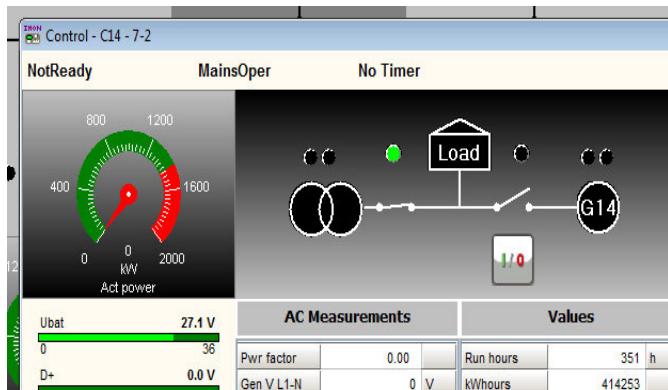 Control - C14 - 7-2
NotReady MainsOper No Timer
800 1200
400 1600
0 0 2000
kW
Act power
Load
G14
I / O
Ubat 27.1 V
0 36
D+ 0.0 V
AC Measurements Values
Pwr factor 0.00 Run hours 351 h
Gen V L1-N 0 V kWhours 414253